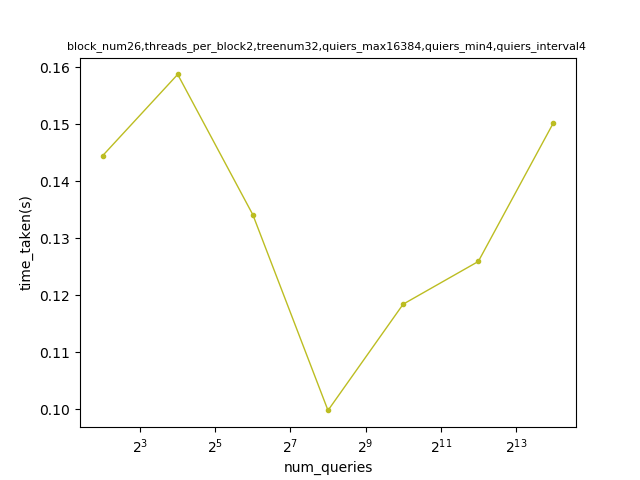 block_num26,threads_per_block2,treenum32,quiers_max16384,quiers_min4,quiers_interval4
0.16
0.15
0.14
0.13
0.12
0.11
0.10
time_taken(s)
2^3 2^5 2^7 2^9 2^11 2^13
num_queries